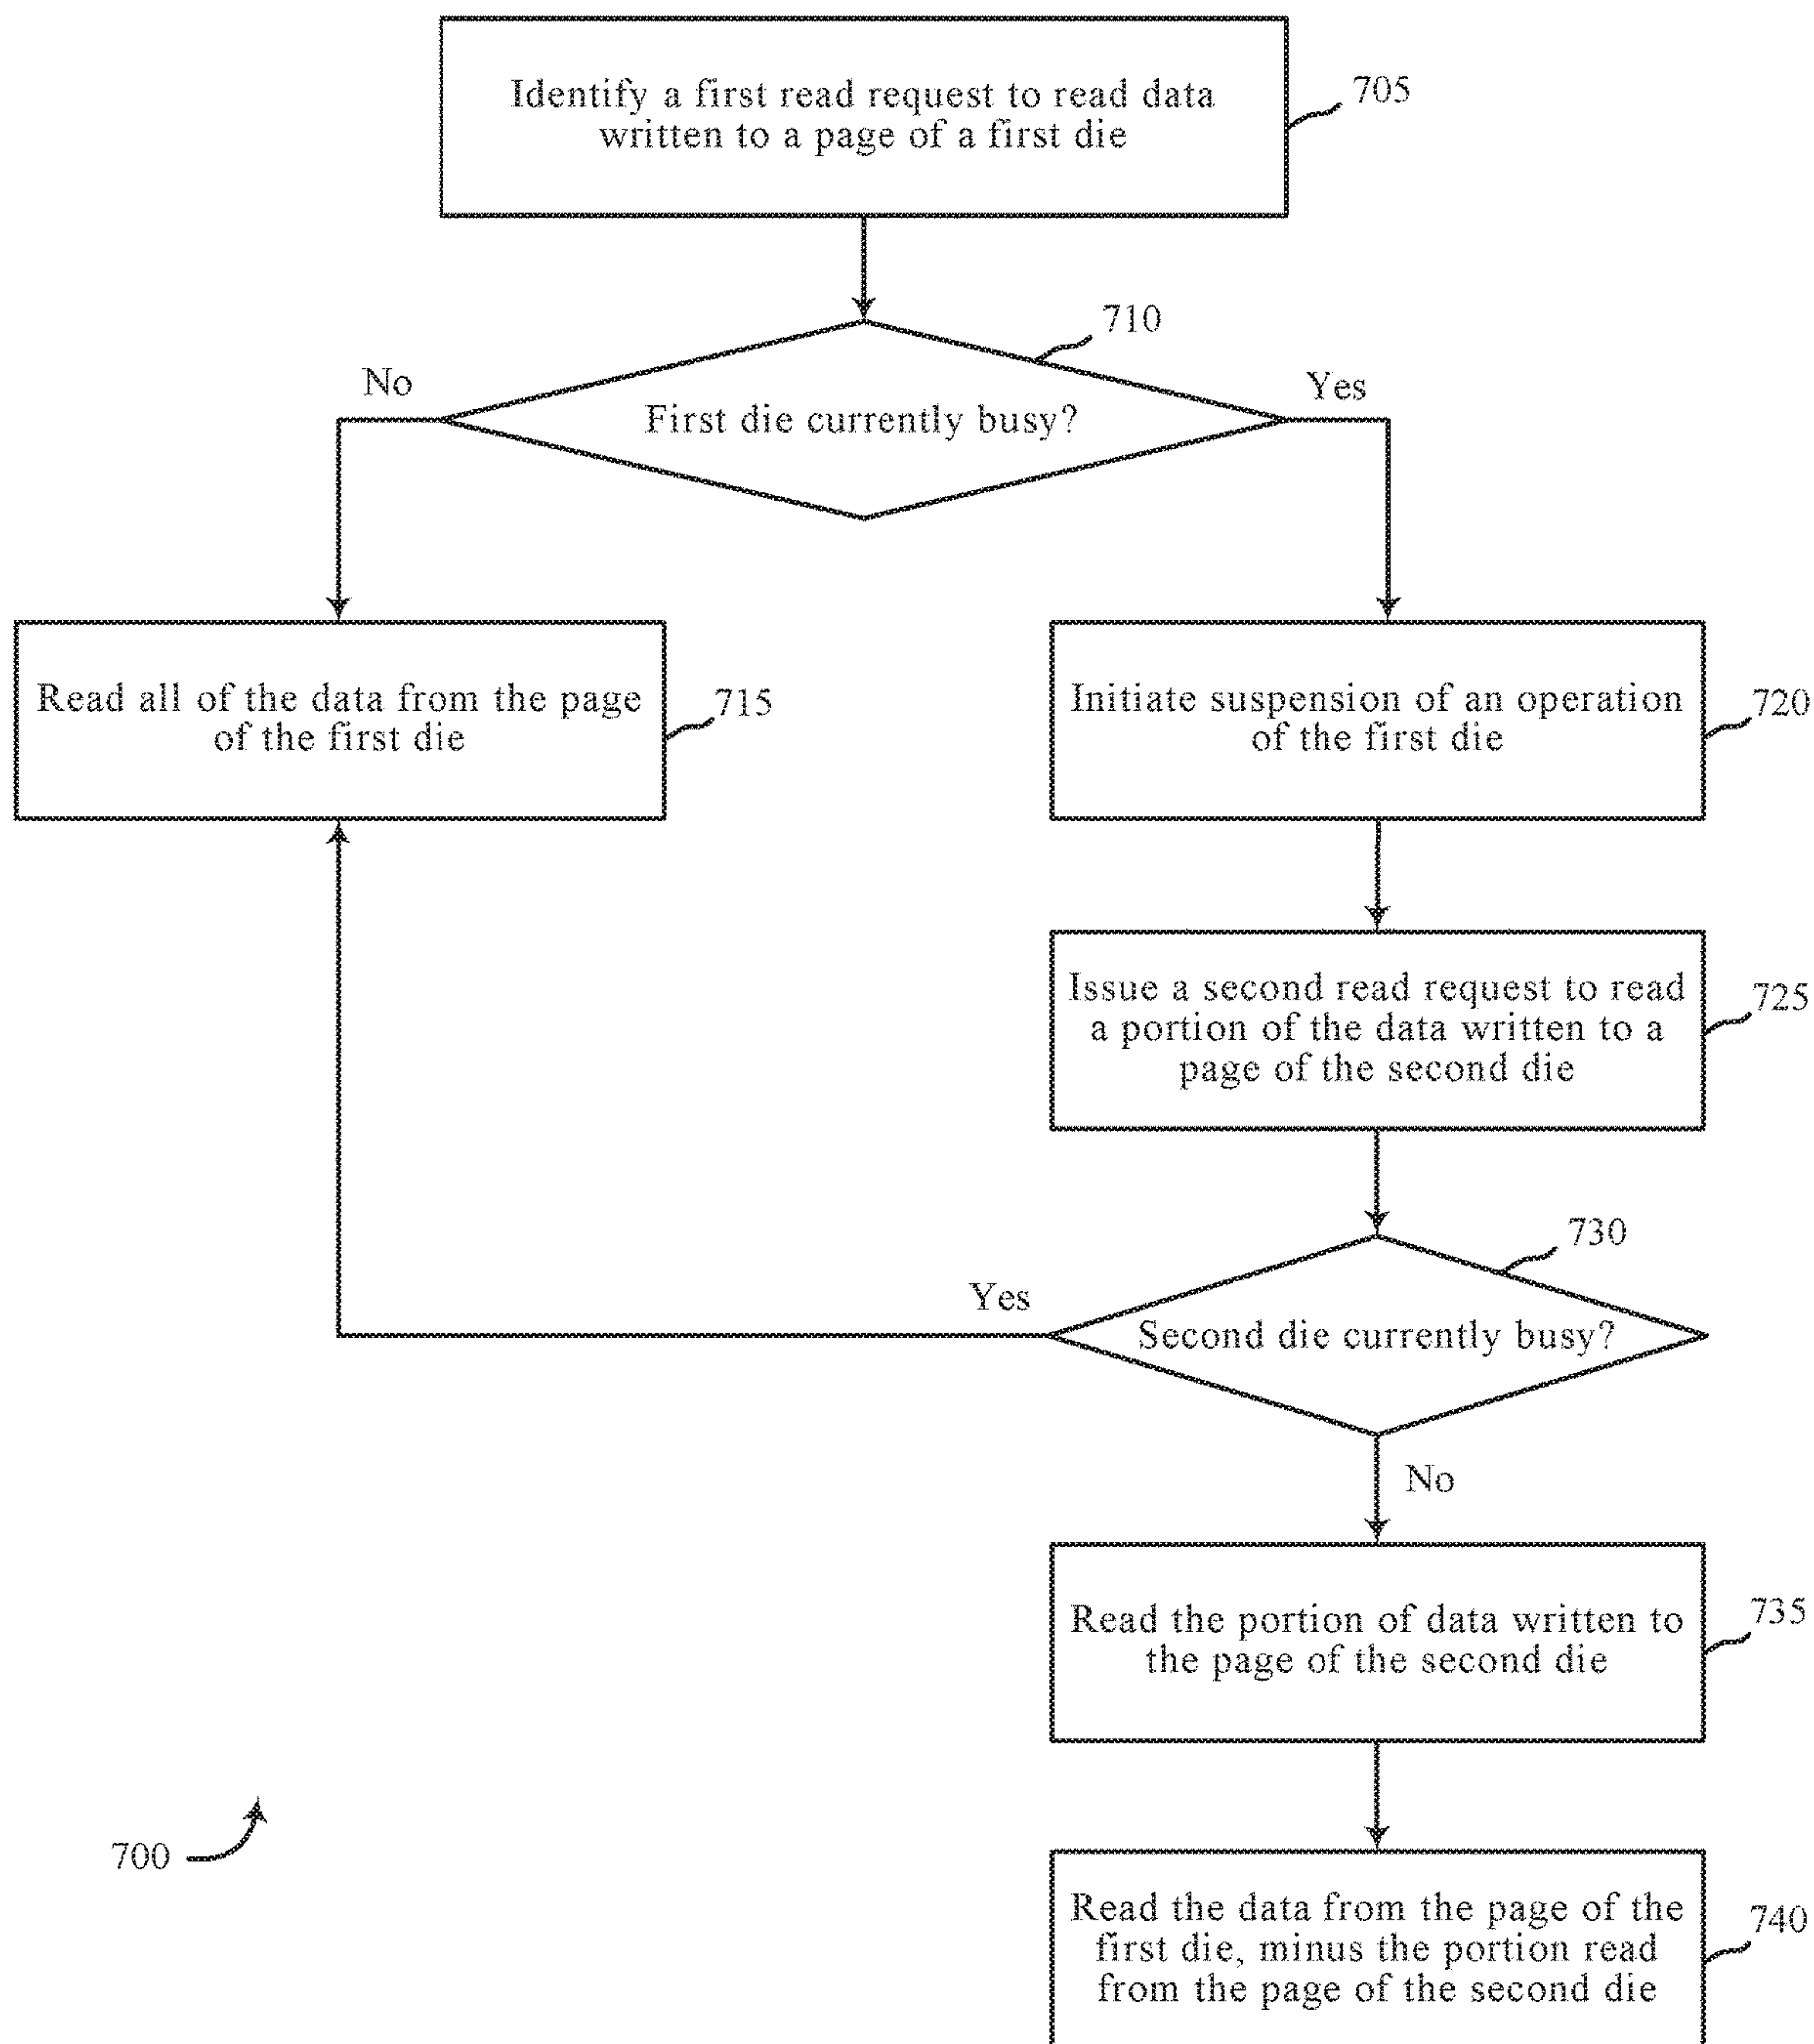 Identify a first read request to read data
written to a page of a first die
705
710
No
Yes
First die currently busy?
Read all of the data from the page
of the first die
715
Initiate suspension of an operation
of the first die
720
Issue a second read request to read
a portion of the data written to a
page of the second die
725
730
Yes
Second die currently busy?
No
Read the portion of data written to
the page of the second die
735
700
Read the data from the page of the
first die, minus the portion read
from the page of the second die
740